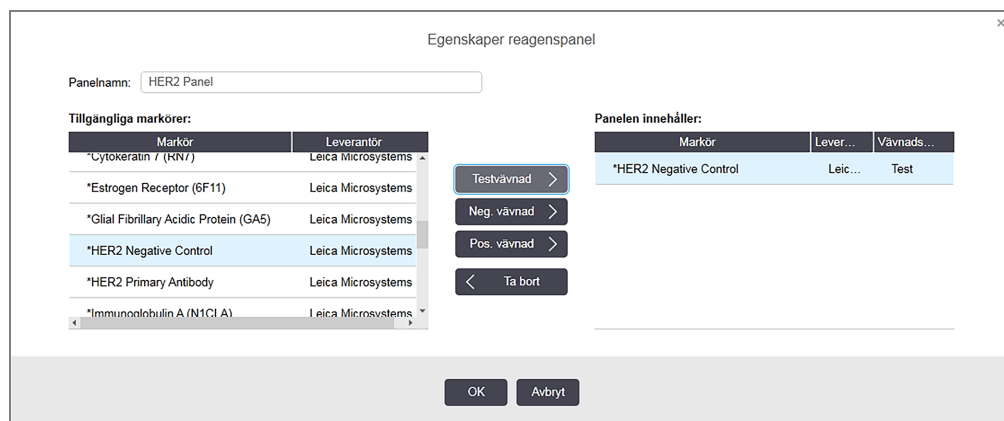 ×
Egenskaper reagenspanel
Panelnamn: HER2 Panel
Tillgängliga markörer:
Markör Leverantör
*Cytokeratin 7 (RN7) Leica Microsystems
*Estrogen Receptor (6F11) Leica Microsystems
*Glial Fibrillary Acidic Protein (GA5) Leica Microsystems
*HER2 Negative Control Leica Microsystems
*HER2 Primary Antibody Leica Microsystems
*Immunoglobulin A (N1CLA) Leica Microsystems
Testvävnad
Neg. vävnad
Pos. vävnad
Ta bort
Panelen innehåller:
Markör Lever... Vävnads...
*HER2 Negative Control Leic... Test
OK Avbryt